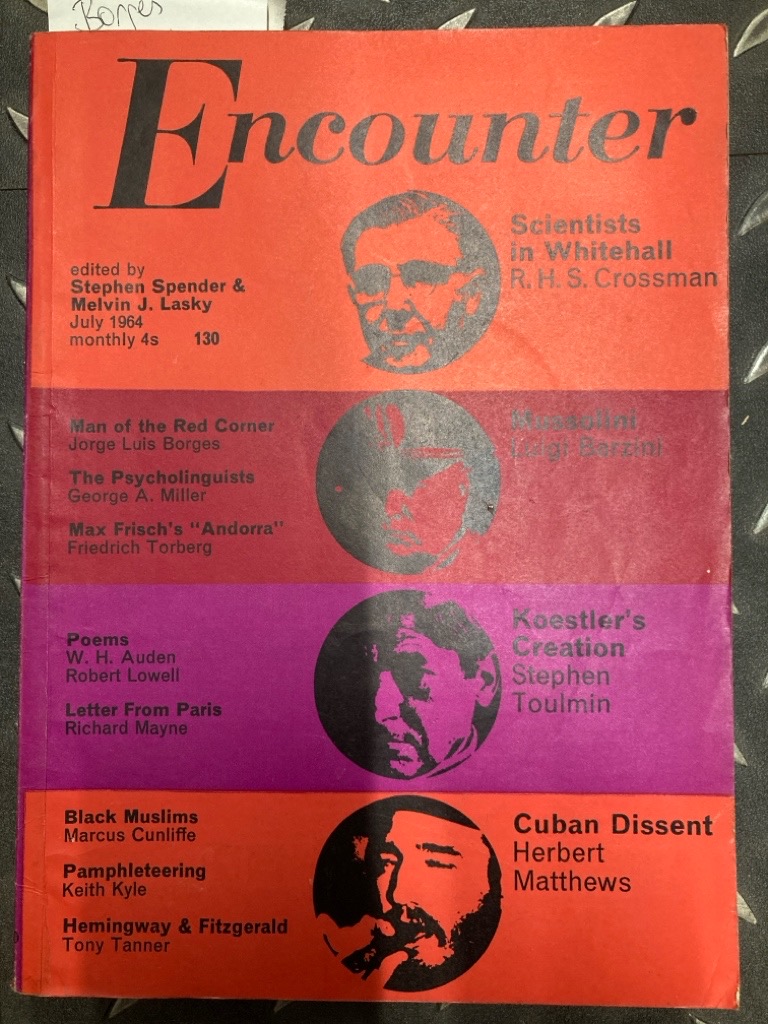 Borges
Encounter
edited by
Stephen Spender &
Melvin J. Lasky
July 1964
monthly 4s 130
Scientists
in Whitehall
R. H. S. Crossman
Man of the Red Corner
Jorge Luis Borges
The Psycholinguists
George A. Miller
Max Frisch's "Andorra"
Friedrich Torberg
Mussolini
Luigi Barzini
Poems
W. H. Auden
Robert Lowell
Letter From Paris
Richard Mayne
Koestler's
Creation
Stephen
Toulmin
Black Muslims
Marcus Cunliffe
Pamphleteering
Keith Kyle
Hemingway & Fitzgerald
Tony Tanner
Cuban Dissent
Herbert
Matthews